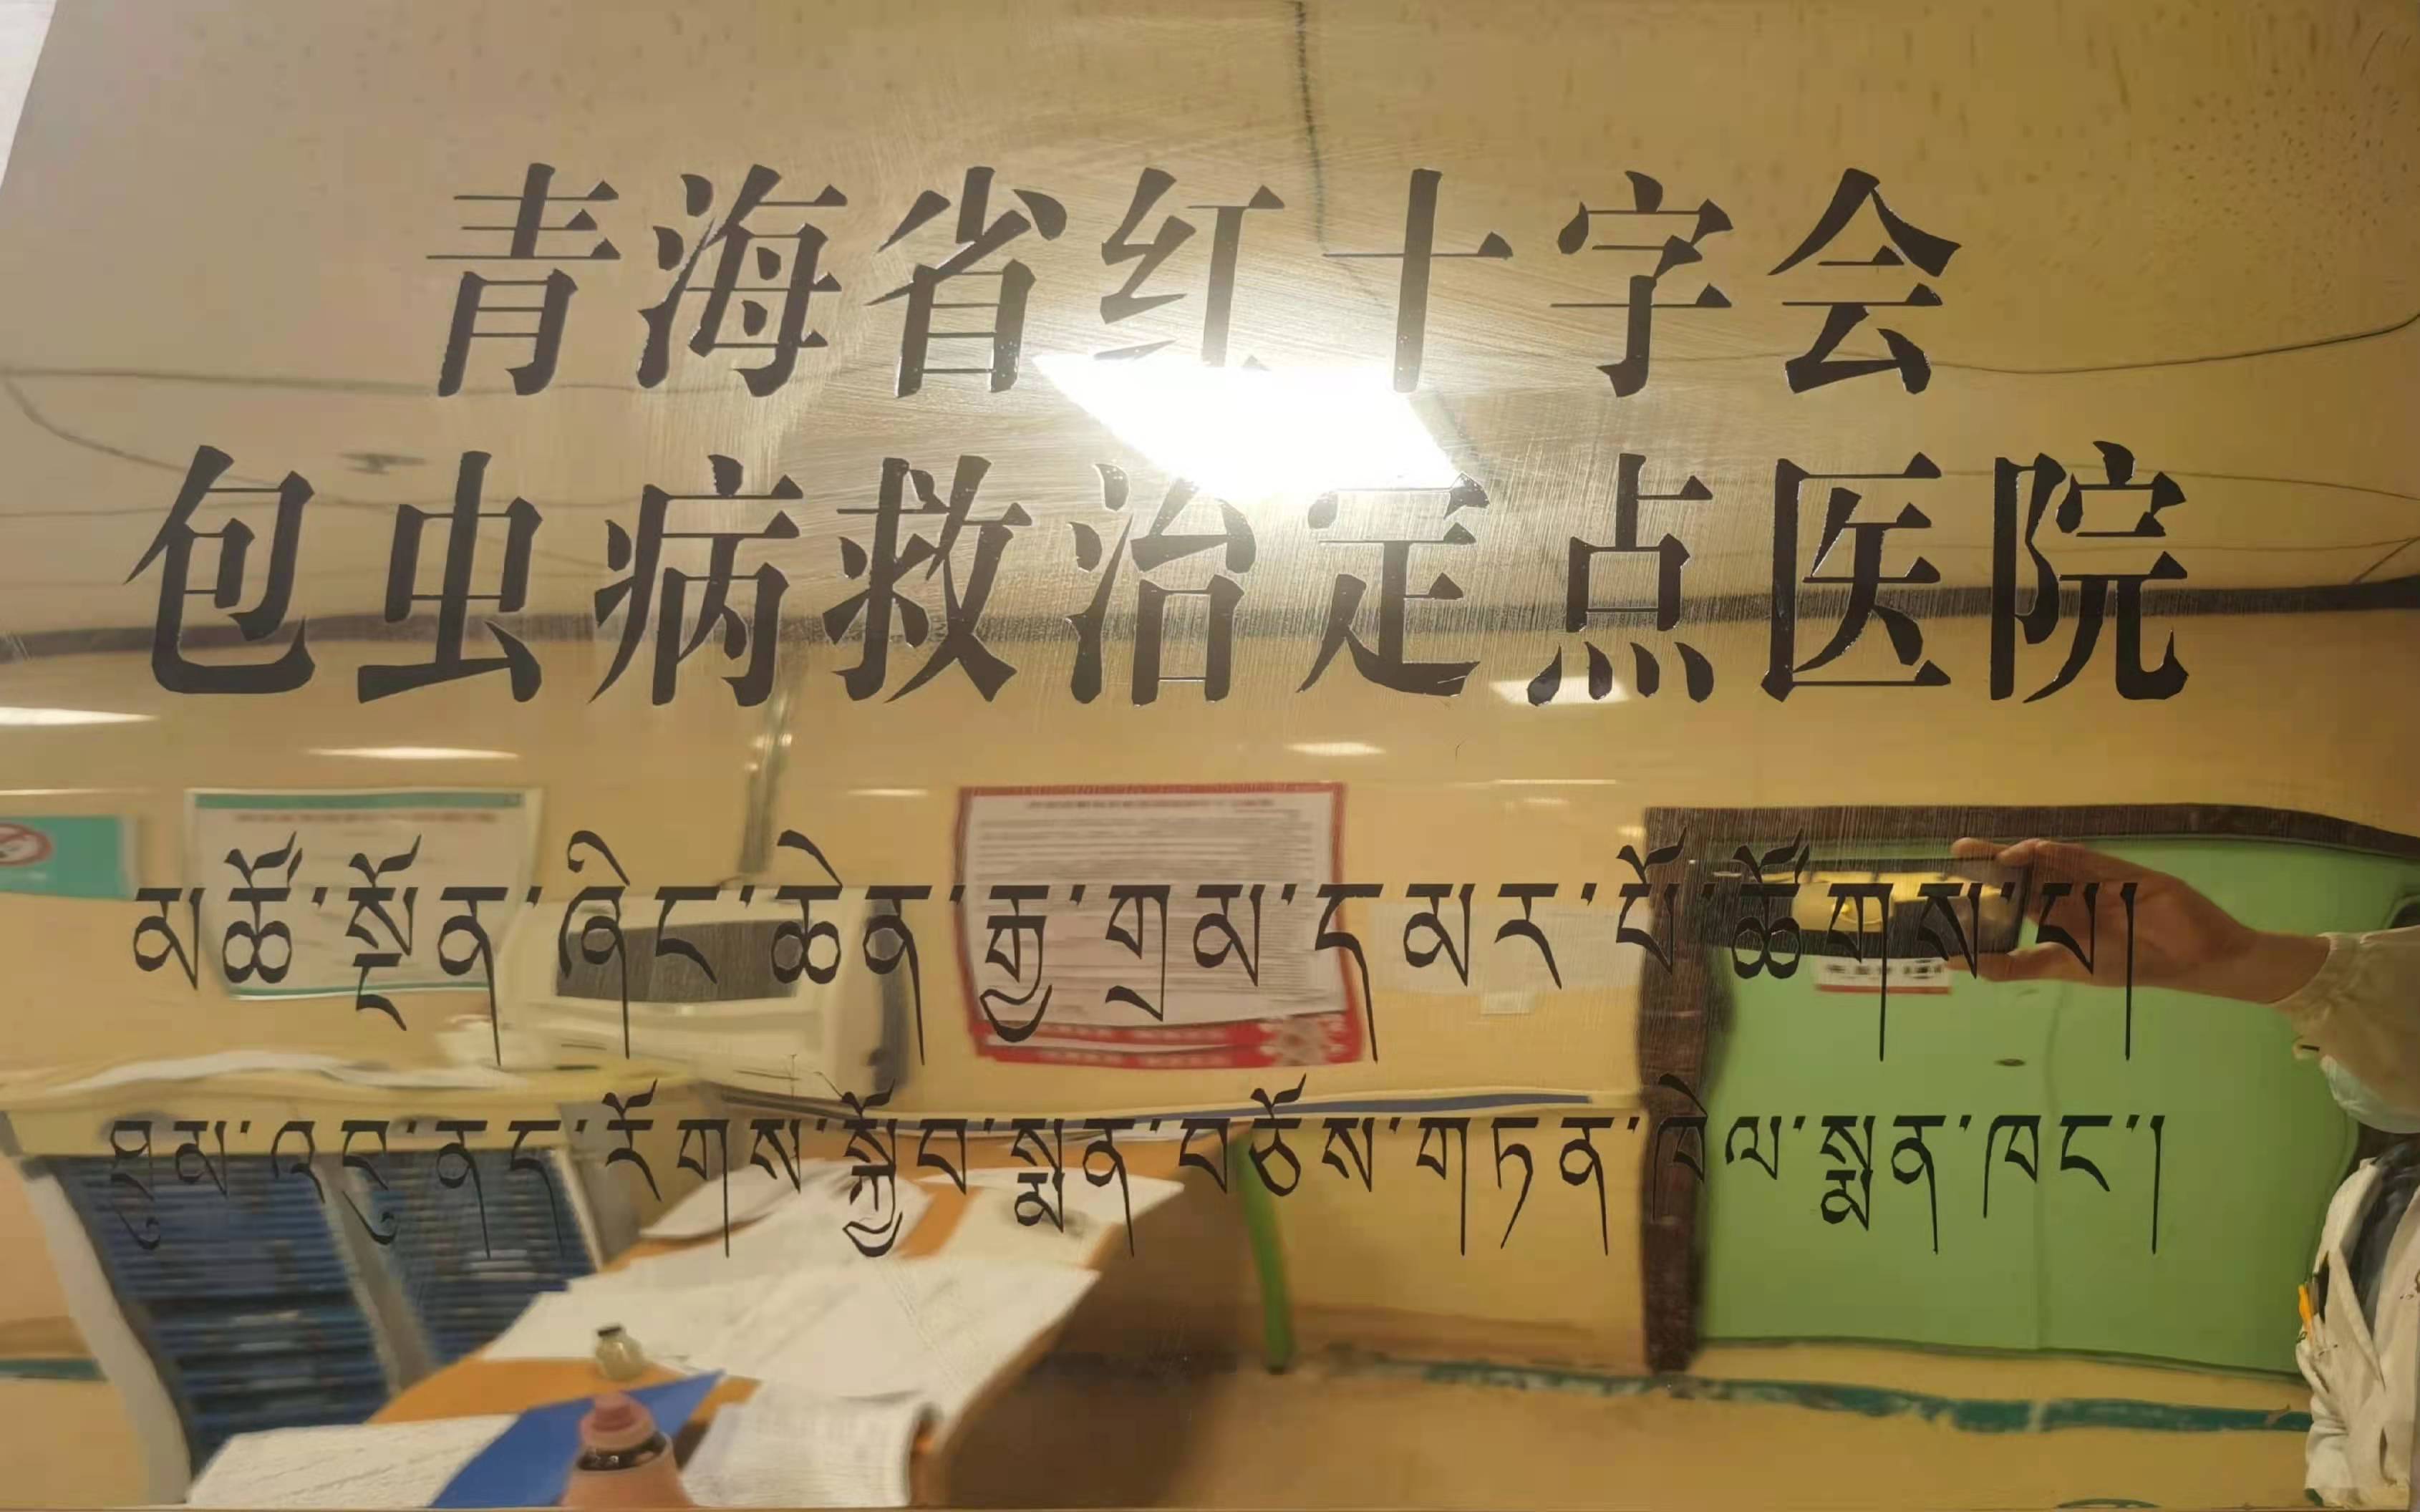 青海省红十字会
包虫病救治定点医院
མཚོ་སྔོན་ཞིང་ཆེན་རྒྱ་གྲམ་དམར་པོ་ཚོགས་པ།
ཐུམ་འབུ་ནད་རོགས་སྐྱོབ་སྨན་བཅོས་གཏན་ཁེལ་སྨན་ཁང་།